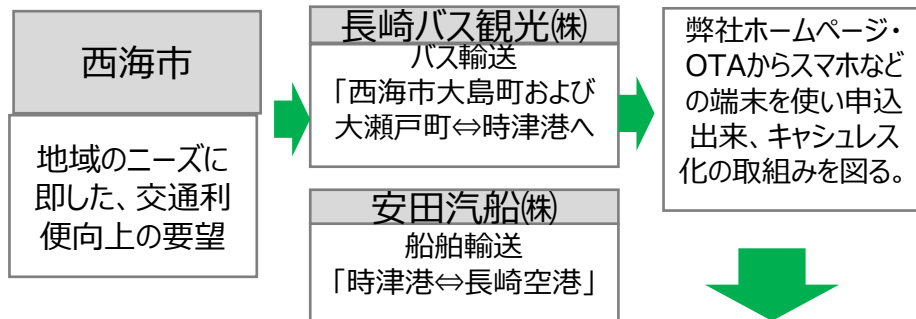 西海市
地域のニーズに
即した、交通利
便向上の要望
長崎バス観光㈱
バス輸送
「西海市大島町および
大瀬戸町⇔時津港へ
安田汽船㈱
船舶輸送
「時津港⇔長崎空港」
弊社ホームページ・
OTAからスマホなど
の端末を使い申込
出来、キャシュレス
化の取組みを図る。